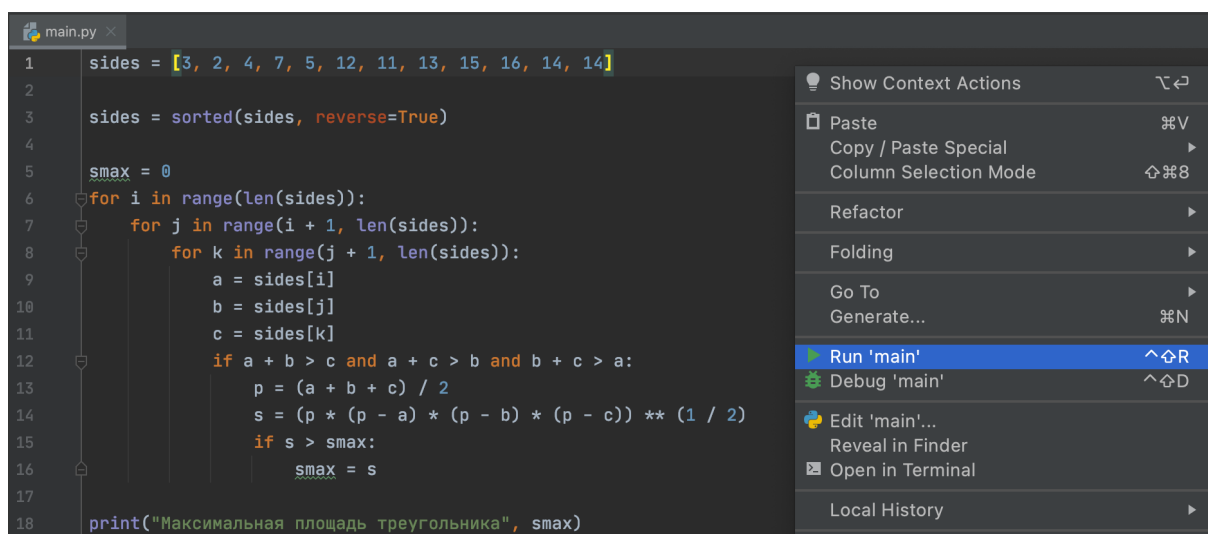 main.py
1 sides = [3, 2, 4, 7, 5, 12, 11, 13, 15, 16, 14, 14]
2
3 sides = sorted(sides, reverse=True)
4
5 smax = 0
6 for i in range(len(sides)):
7 for j in range(i + 1, len(sides)):
8 for k in range(j + 1, len(sides)):
9 a = sides[i]
10 b = sides[j]
11 c = sides[k]
12 if a + b > c and a + c > b and b + c > a:
13 p = (a + b + c) / 2
14 s = (p * (p - a) * (p - b) * (p - c)) ** (1 / 2)
15 if s > smax:
16 smax = s
17
18 print("Максимальная площадь треугольника", smax)
Show Context Actions ⌥⏎
Paste ⌘V
Copy / Paste Special
Column Selection Mode ⇧⌘8
Refactor
Folding
Go To
Generate... ⌘N
Run 'main' ^⇧R
Debug 'main' ^⇧D
Edit 'main'...
Reveal in Finder
Open in Terminal
Local History